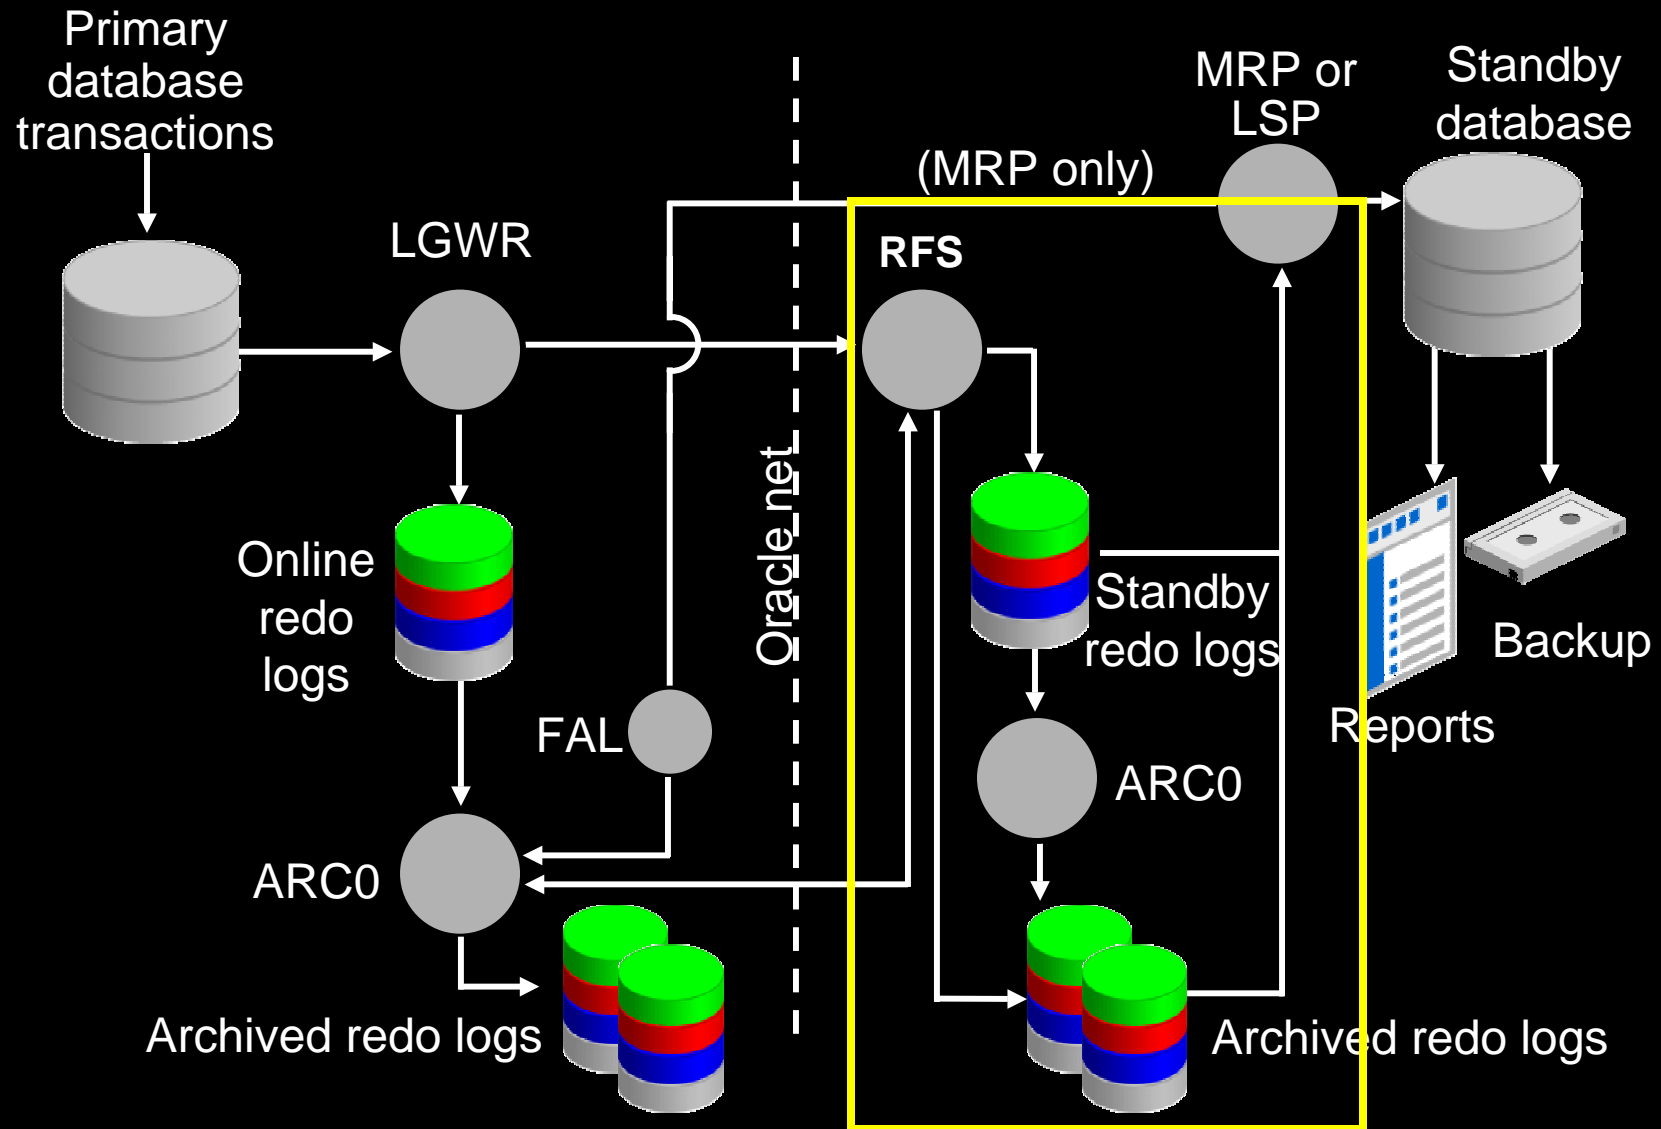 Primary
database
transactions
MRP or
LSP
Standby
database
(MRP only)
LGWR
RFS
Oracle net
Online
redo
logs
Standby
redo logs
Backup
FAL
Reports
ARC0
ARC0
Archived redo logs
Archived redo logs